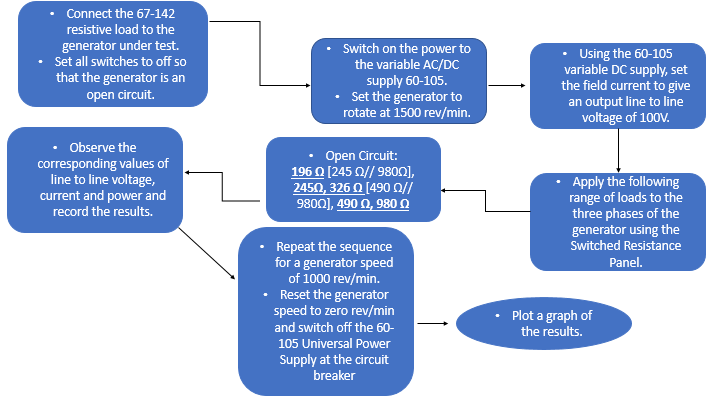 • Connect the 67-142
resistive load to the
generator under test.
• Set all switches to off so
that the generator is an
open circuit.
• Switch on the power to
the variable AC/DC
supply 60-105.
• Set the generator to
rotate at 1500 rev/min.
• Using the 60-105
variable DC supply, set
the field current to give
an output line to line
voltage of 100V.
• Apply the following
range of loads to the
three phases of the
generator using the
Switched Resistance
Panel.
• Open Circuit:
196 Ω [245 Ω// 980Ω],
245Ω, 326 Ω [490 Ω//
980Ω], 490 Ω, 980 Ω
• Observe the
corresponding values of
line to line voltage,
current and power and
record the results.
• Repeat the sequence
for a generator speed
of 1000 rev/min.
• Reset the generator
speed to zero rev/min
and switch off the 60-
105 Universal Power
Supply at the circuit
breaker
• Plot a graph of
the results.